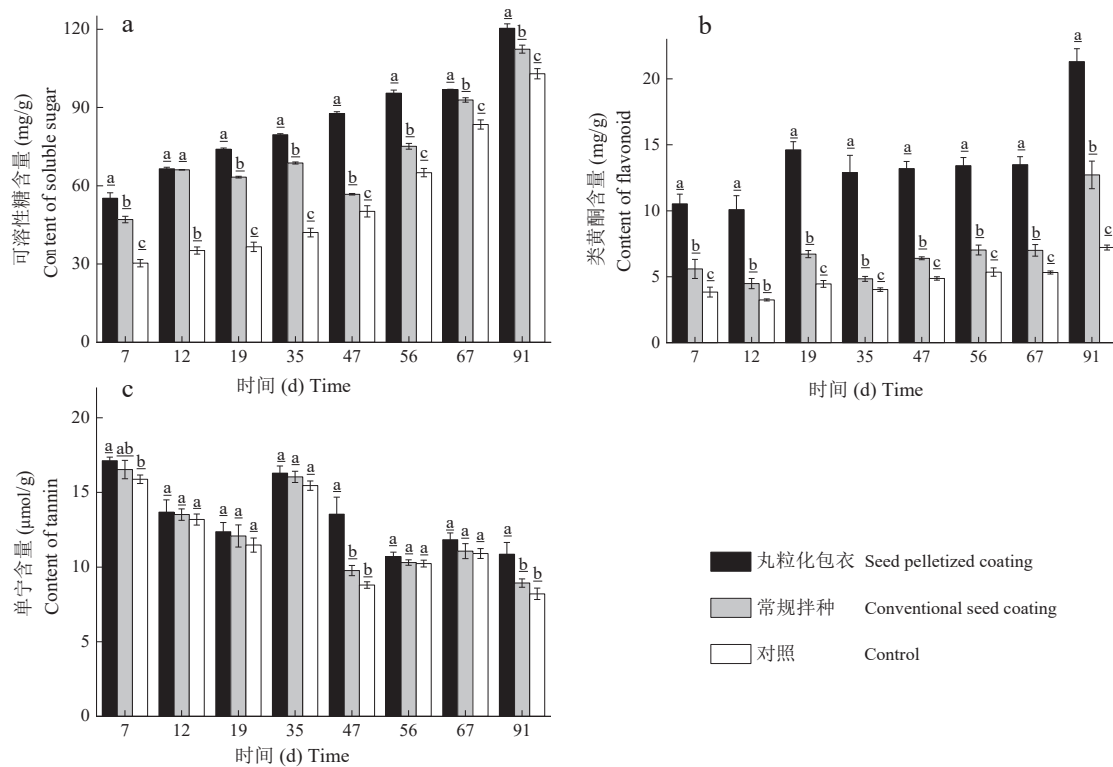 a
可溶性糖含量 (mg/g)
Content of soluble sugar
120
90
60
30
0
a b c
a a b
a b c
a b c
a b c
a b c
a b c
a b c
7 12 19 35 47 56 67 91
时间 (d) Time
b
类黄酮含量 (mg/g)
Content of flavonoid
20
15
10
5
0
a b c
a b b
a b c
a b c
a b c
a b c
a b c
a b c
7 12 19 35 47 56 67 91
时间 (d) Time
c
单宁含量 (μmol/g)
Content of tannin
20
15
10
5
0
a ab b
a a a
a a a
a a a
a b b
a a a
a a a
a b b
7 12 19 35 47 56 67 91
时间 (d) Time
丸粒化包衣 Seed pelletized coating
常规拌种 Conventional seed coating
对照 Control